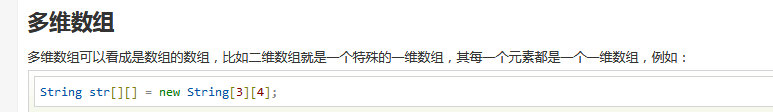 多维数组
多维数组可以看成是数组的数组，比如二维数组就是一个特殊的一维数组，其每一个元素都是一个一维数组，例如：
String str[][] = new String[3][4];